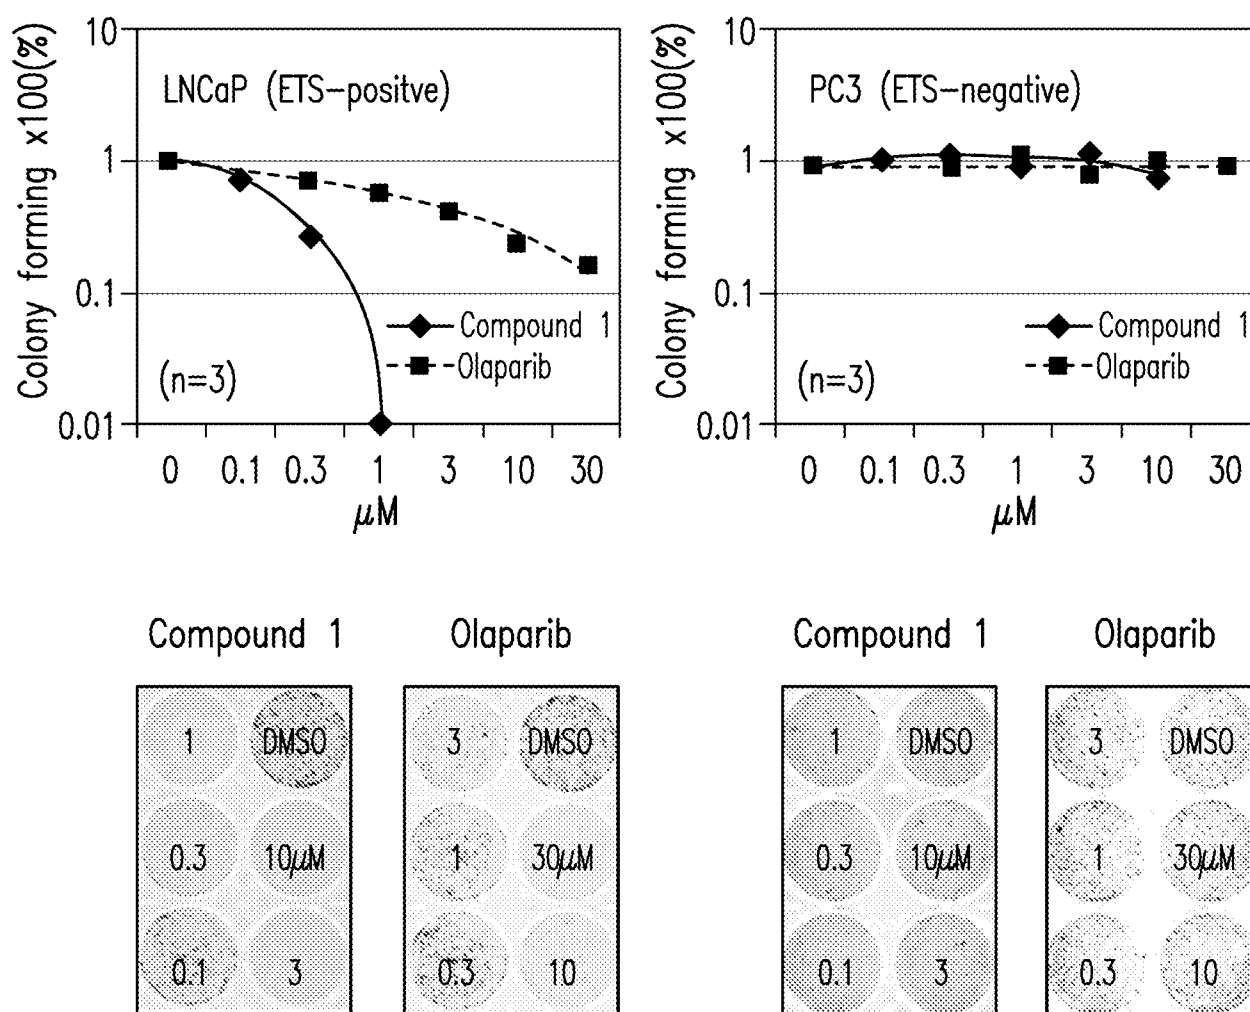 Colony forming x100(%)
10
1
0.1
0.01
LNCaP (ETS-positve)
Compound 1
Olaparib
(n=3)
0 0.1 0.3 1 3 10 30
μM
Colony forming x100(%)
10
1
0.1
0.01
PC3 (ETS-negative)
Compound 1
Olaparib
(n=3)
0 0.1 0.3 1 3 10 30
μM
Compound 1
1 DMSO
0.3 10μM
0.1 3
Olaparib
3 DMSO
1 30μM
0.3 10
Compound 1
1 DMSO
0.3 10μM
0.1 3
Olaparib
3 DMSO
1 30μM
0.3 10